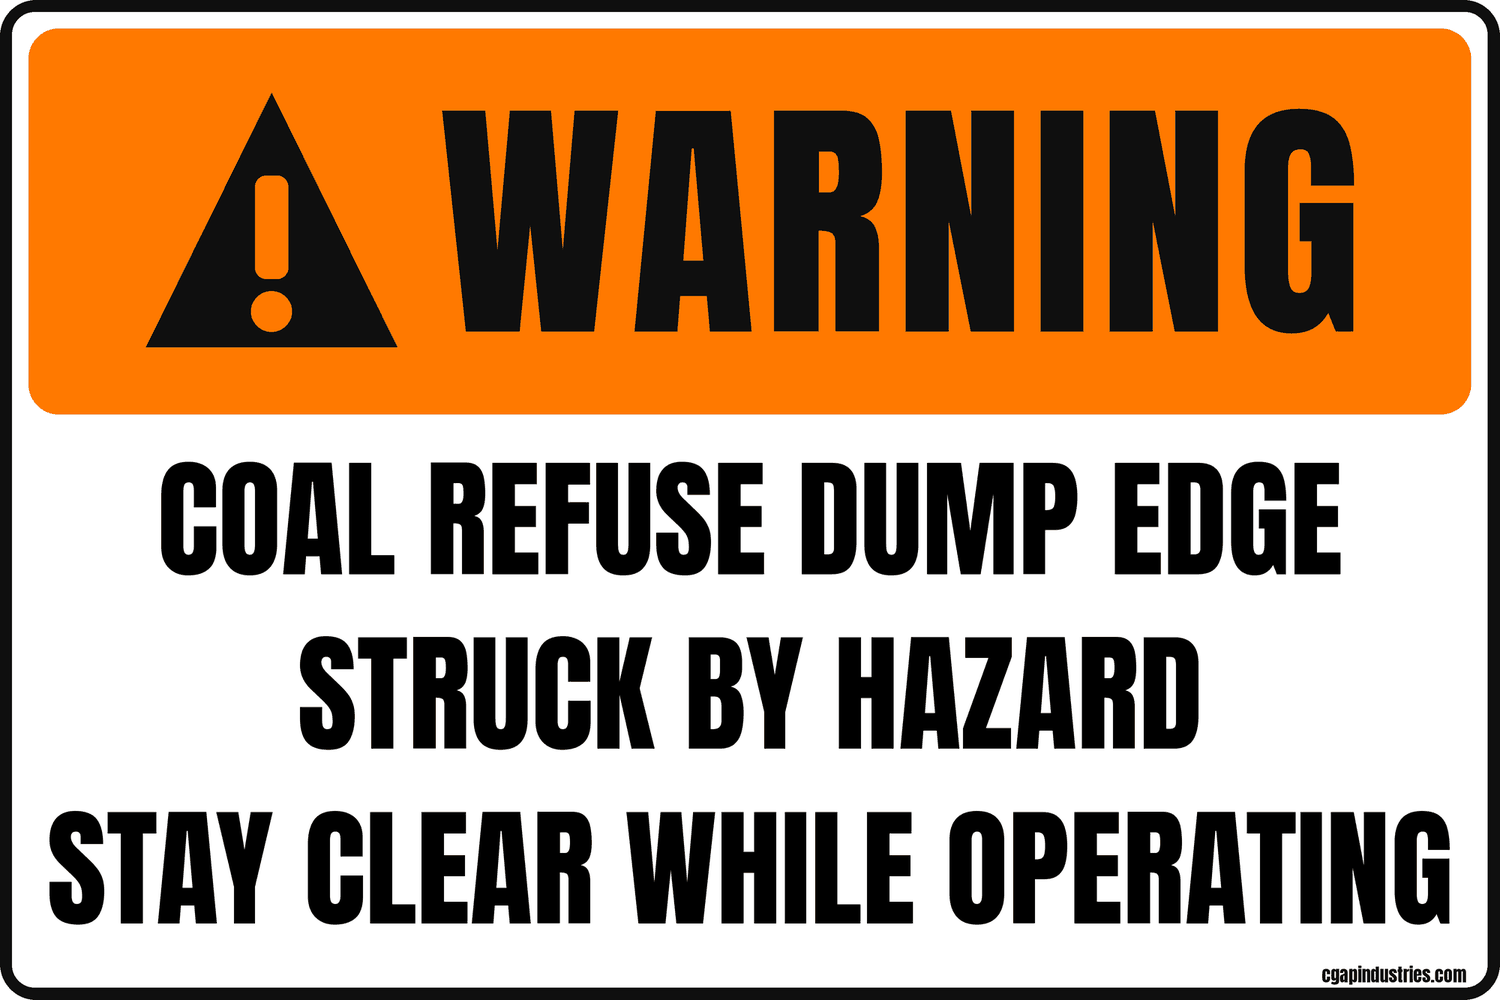 WARNING
COAL REFUSE DUMP EDGE
STRUCK BY HAZARD
STAY CLEAR WHILE OPERATING
cgapindustries.com